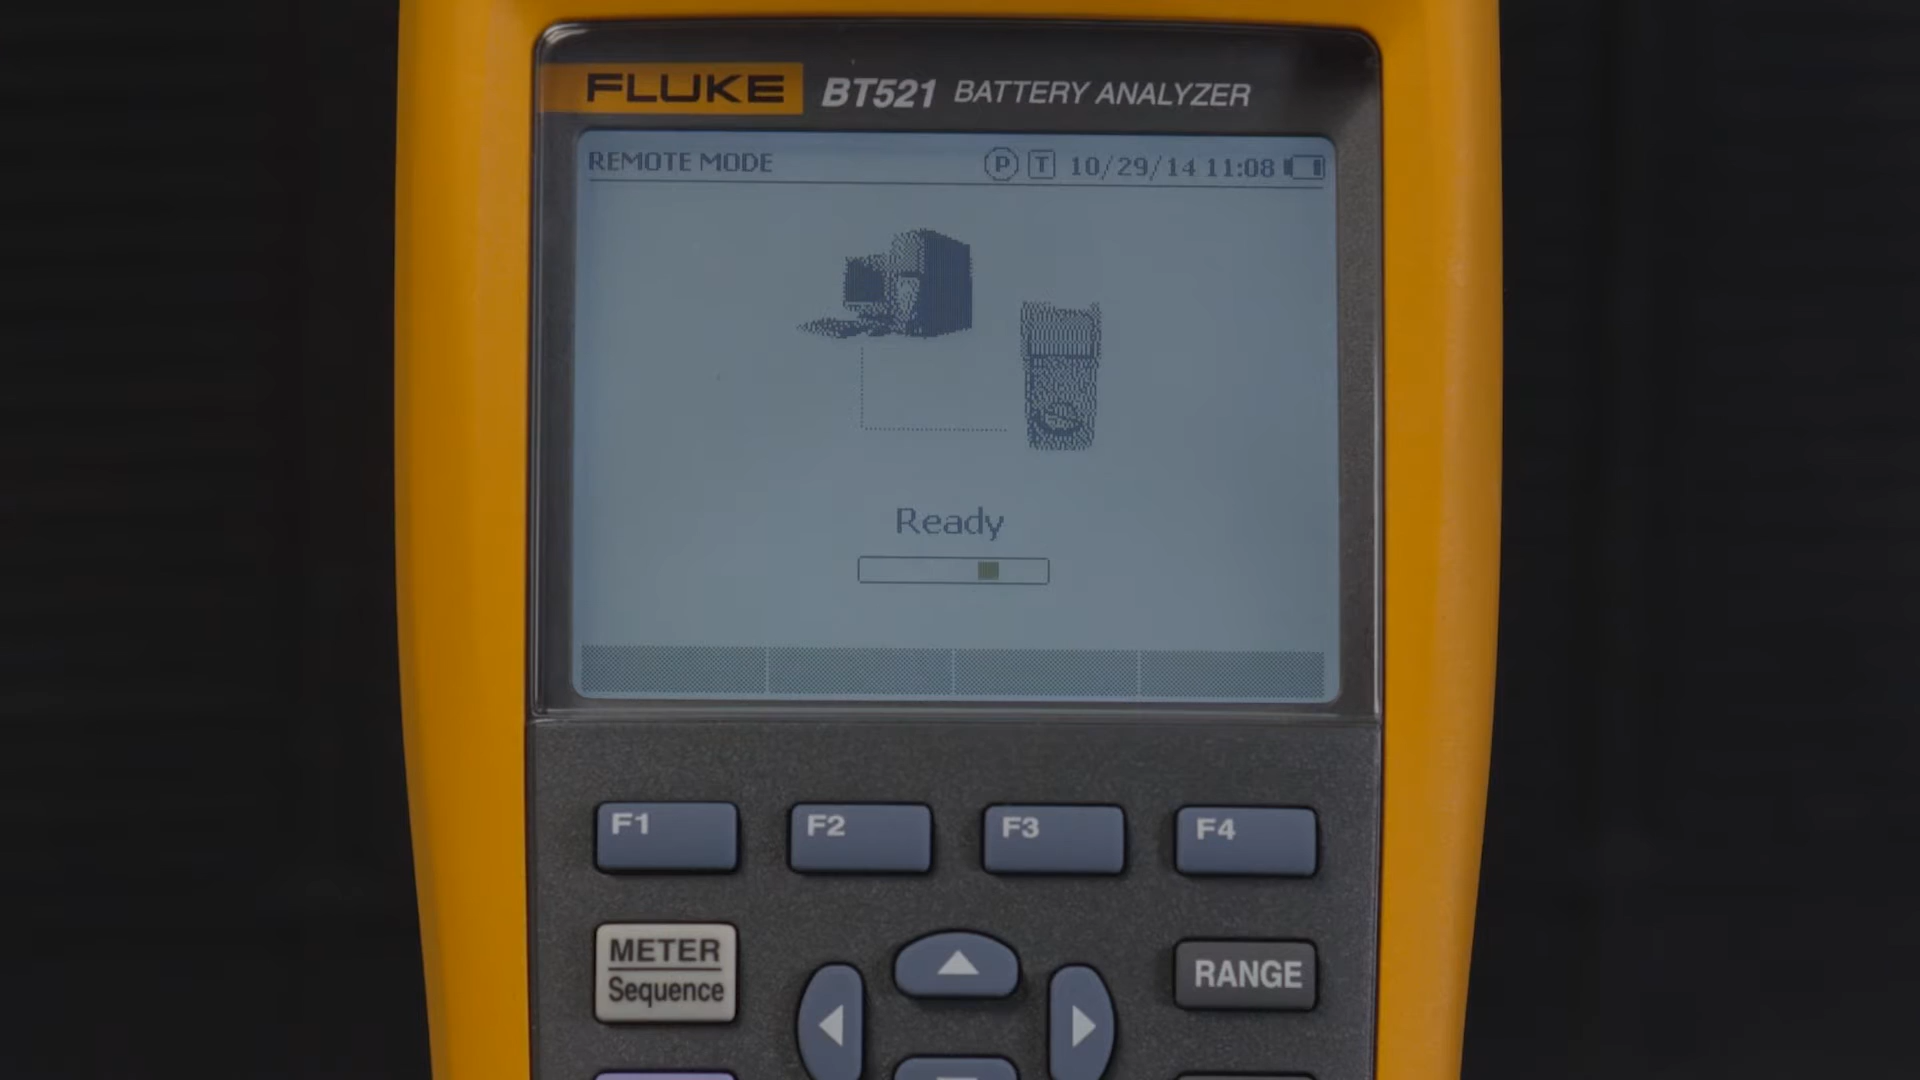 FLUKE BT521 BATTERY ANALYZER
REMOTE MODE P T 10/29/14 11:08
Ready
F1 F2 F3 F4
METER
Sequence
RANGE